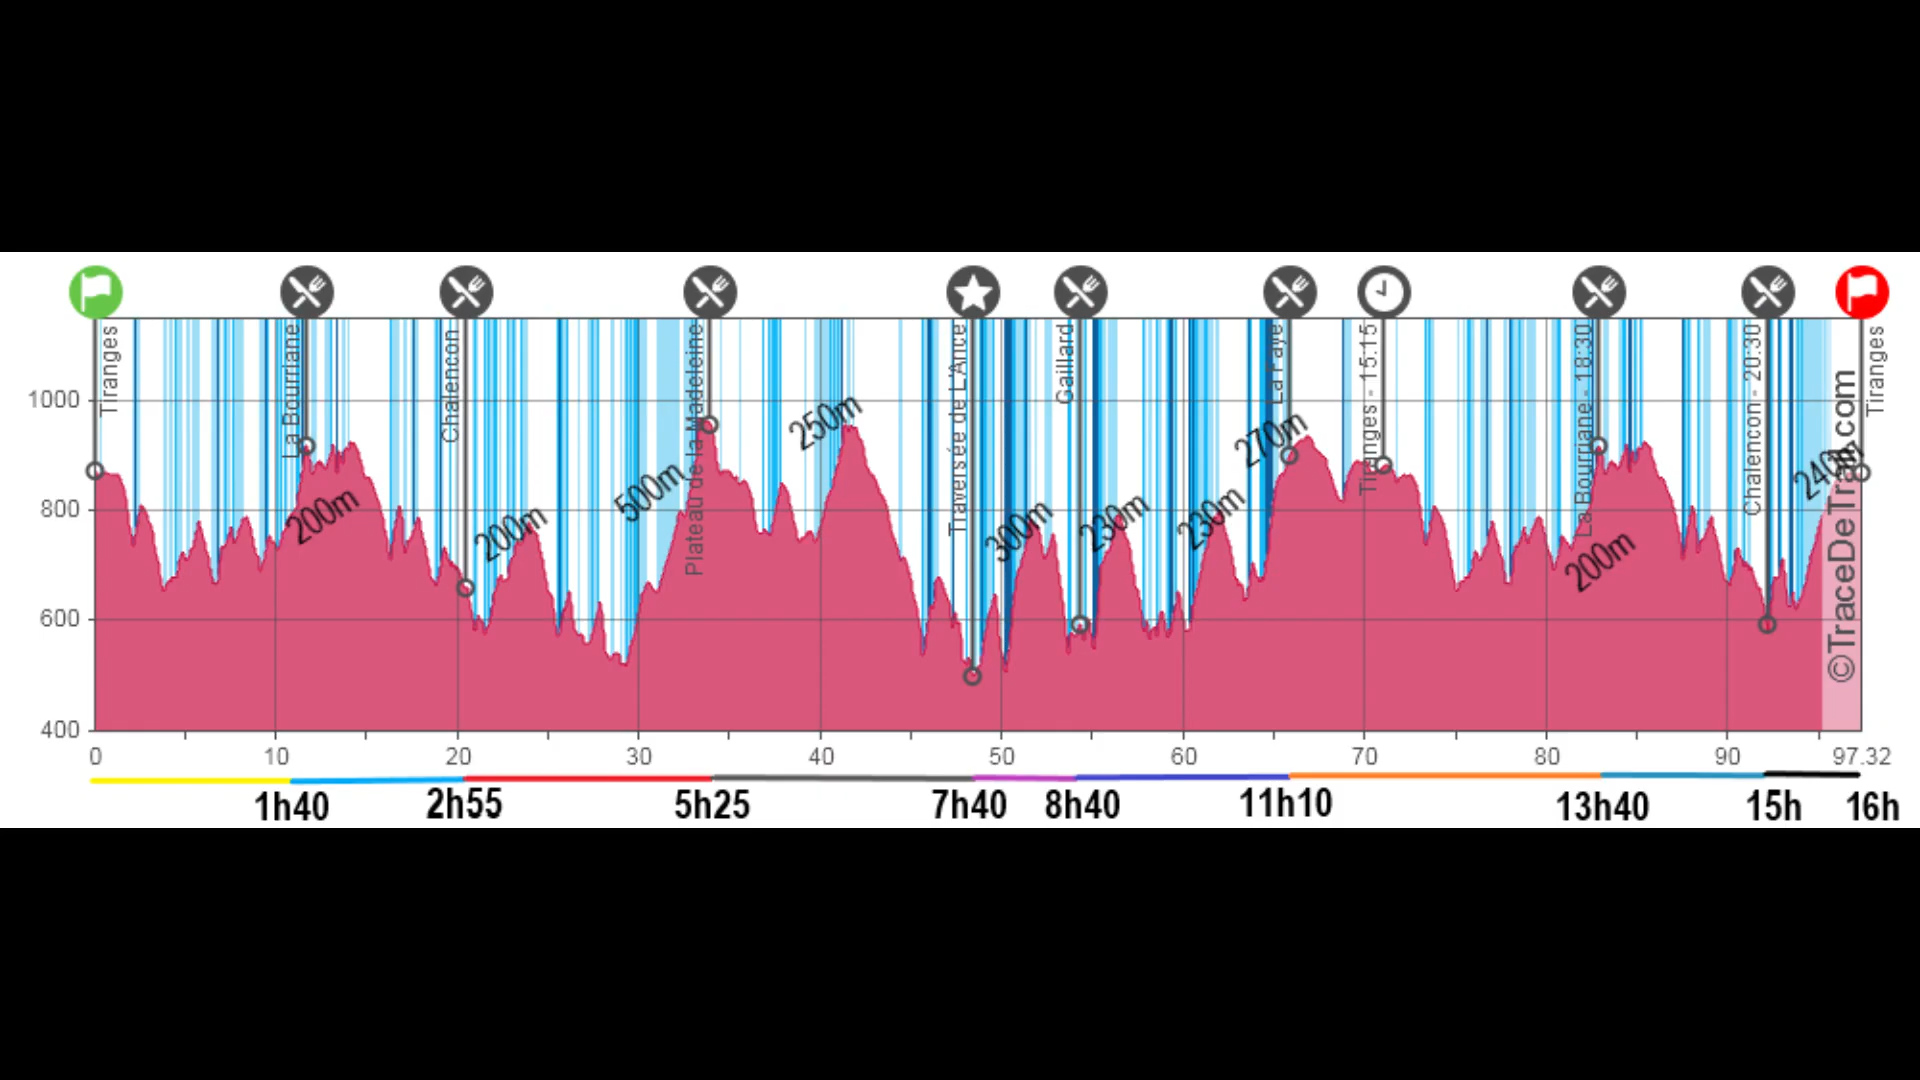 Tiranges
La Bourriane
Chalencon
Plateau de la Madeleine
Traversée de L'Ance
Gaillard
La Faye
Tiranges - 15:15
La Bourriane - 18:30
Chalencon - 20:30
Tiranges
1000
800
600
400
200m
200m
500m
250m
300m
230m
230m
270m
200m
240m
©TraceDeTrail.com
0 10 20 30 40 50 60 70 80 90 97.32
1h40 2h55 5h25 7h40 8h40 11h10 13h40 15h 16h